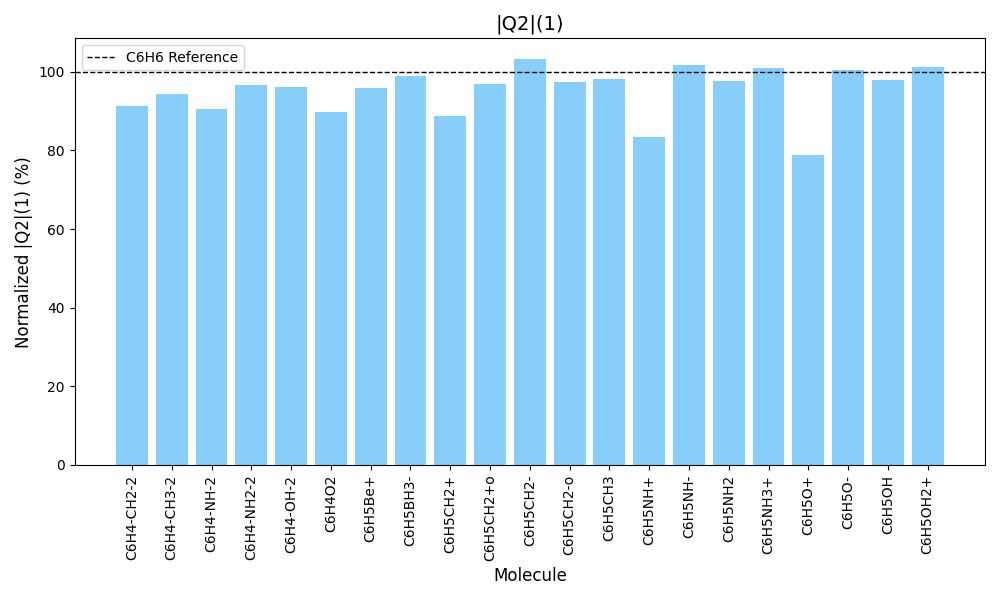 |Q2|(1)
C6H6 Reference
Normalized |Q2|(1) (%)
100
80
60
40
20
0
C6H4-CH2-2
C6H4-CH3-2
C6H4-NH-2
C6H4-NH2-2
C6H4-OH-2
C6H4O2
C6H5Be+
C6H5BH3-
C6H5CH2+
C6H5CH2+o
C6H5CH2-
C6H5CH2-o
C6H5CH3
C6H5NH+
C6H5NH-
C6H5NH2
C6H5NH3+
C6H5O+
C6H5O-
C6H5OH
C6H5OH2+
Molecule